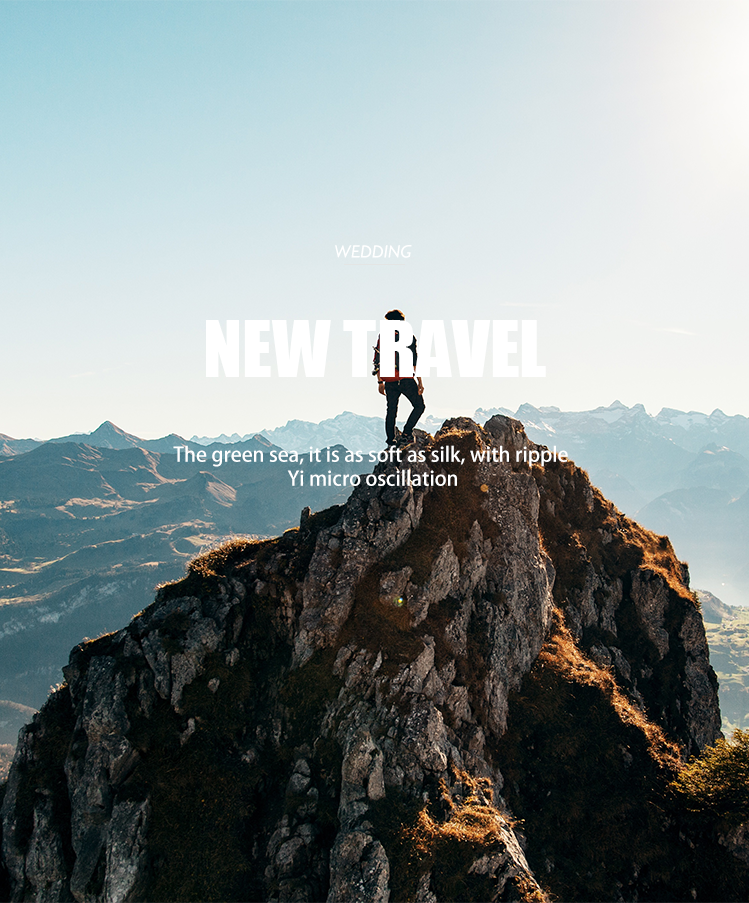 WEDDING
NEW TRAVEL
The green sea, it is as soft as silk, with ripple
Yi micro oscillation